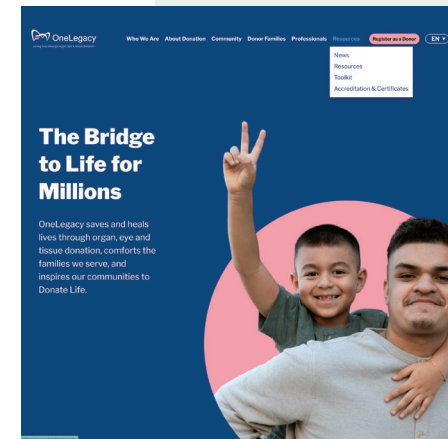 OneLegacy
Who We Are About Donation Community Donor Families Professionals Resources Register as a Donor EN
News
Resources
Toolkit
Accreditation & Certificates
The Bridge
to Life for
Millions
OneLegacy saves and heals
lives through organ, eye and
tissue donation, comforts the
families we serve, and
inspires our communities to
Donate Life.